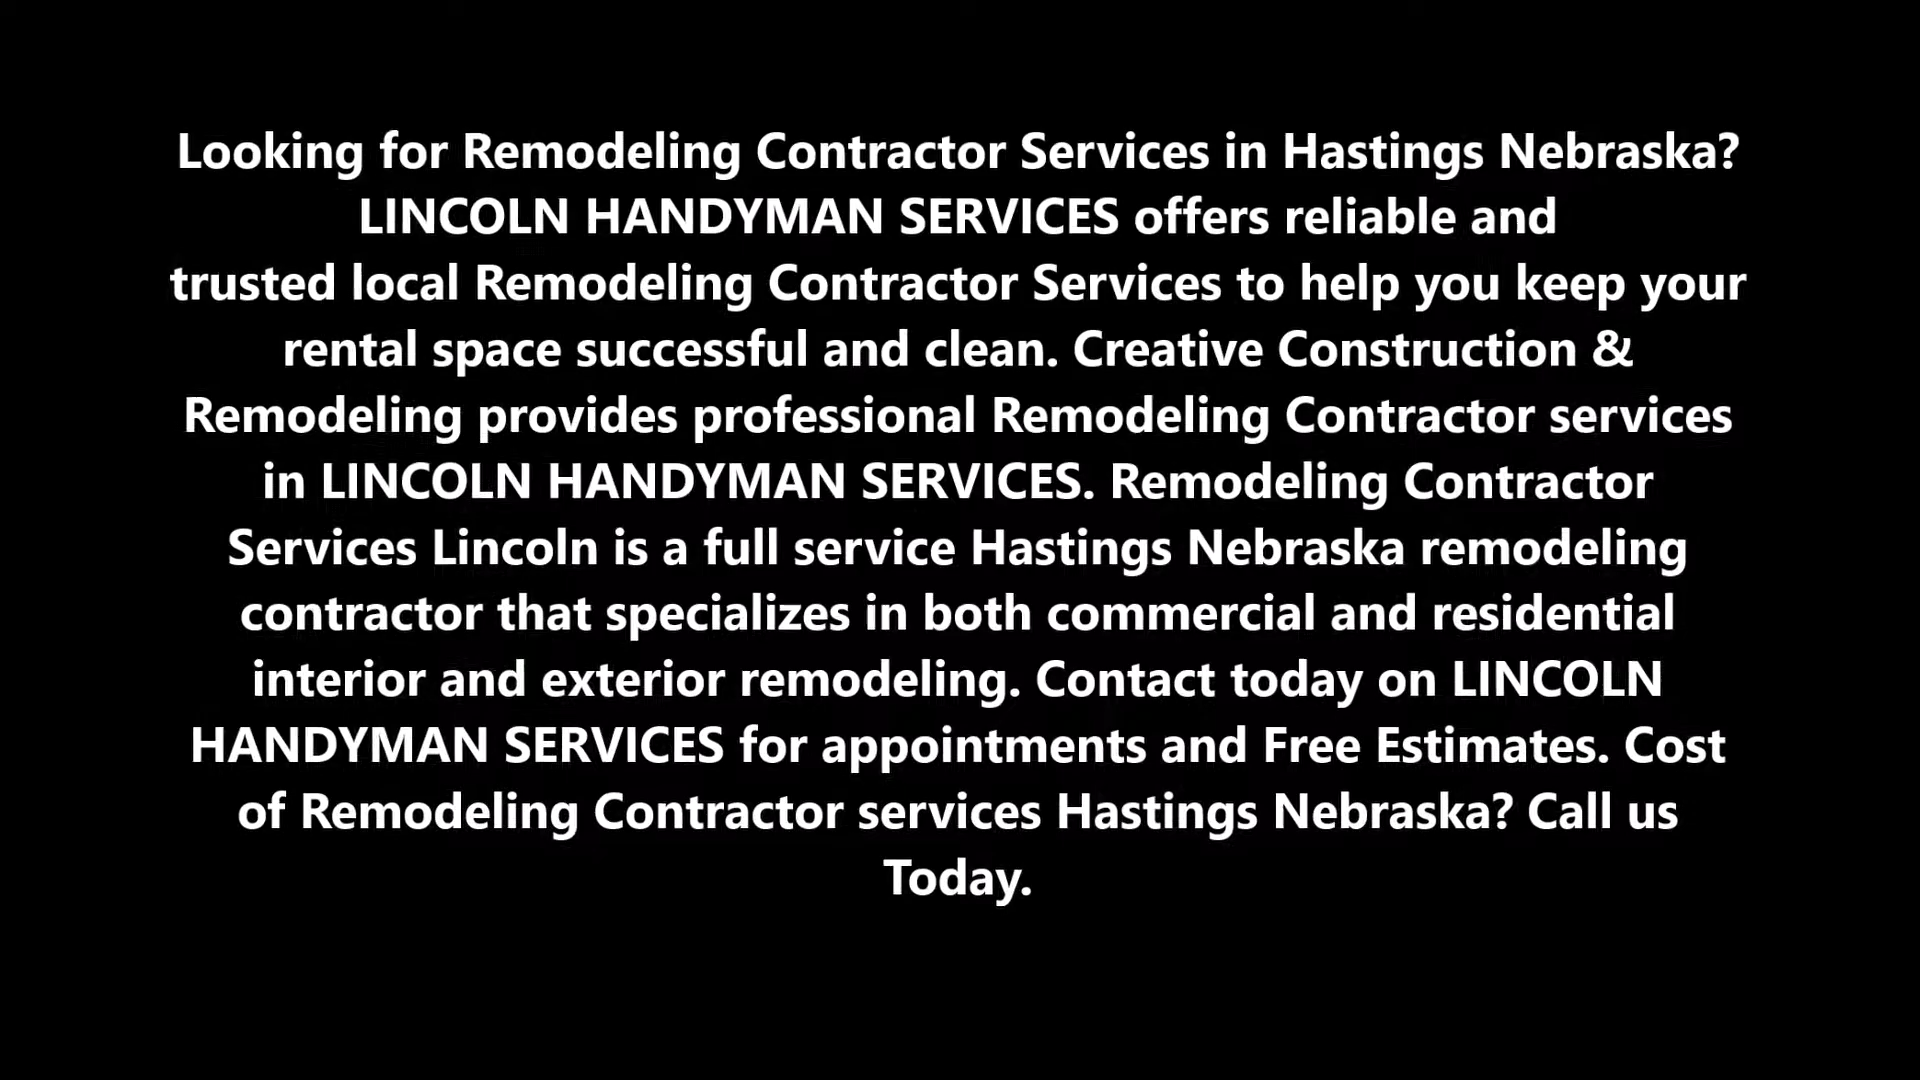 Looking for Remodeling Contractor Services in Hastings Nebraska?
LINCOLN HANDYMAN SERVICES offers reliable and
trusted local Remodeling Contractor Services to help you keep your
rental space successful and clean. Creative Construction &
Remodeling provides professional Remodeling Contractor services
in LINCOLN HANDYMAN SERVICES. Remodeling Contractor
Services Lincoln is a full service Hastings Nebraska remodeling
contractor that specializes in both commercial and residential
interior and exterior remodeling. Contact today on LINCOLN
HANDYMAN SERVICES for appointments and Free Estimates. Cost
of Remodeling Contractor services Hastings Nebraska? Call us
Today.